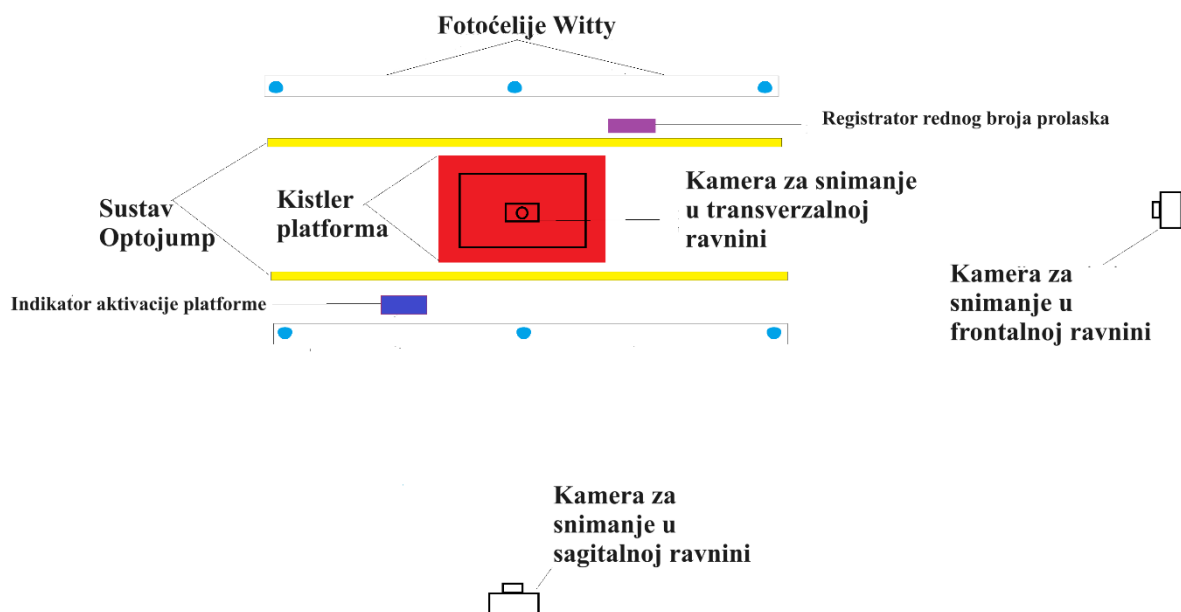 Fotoćelije Witty
Registrator rednog broja prolaska
Kamera za snimanje
u transverzalnoj
ravnini
Kistler
platforma
Sustav
Optojump
Indikator aktivacije platforme
Kamera za
snimanje u
frontalnoj ravnini
Kamera za
snimanje u
sagitalnoj ravnini